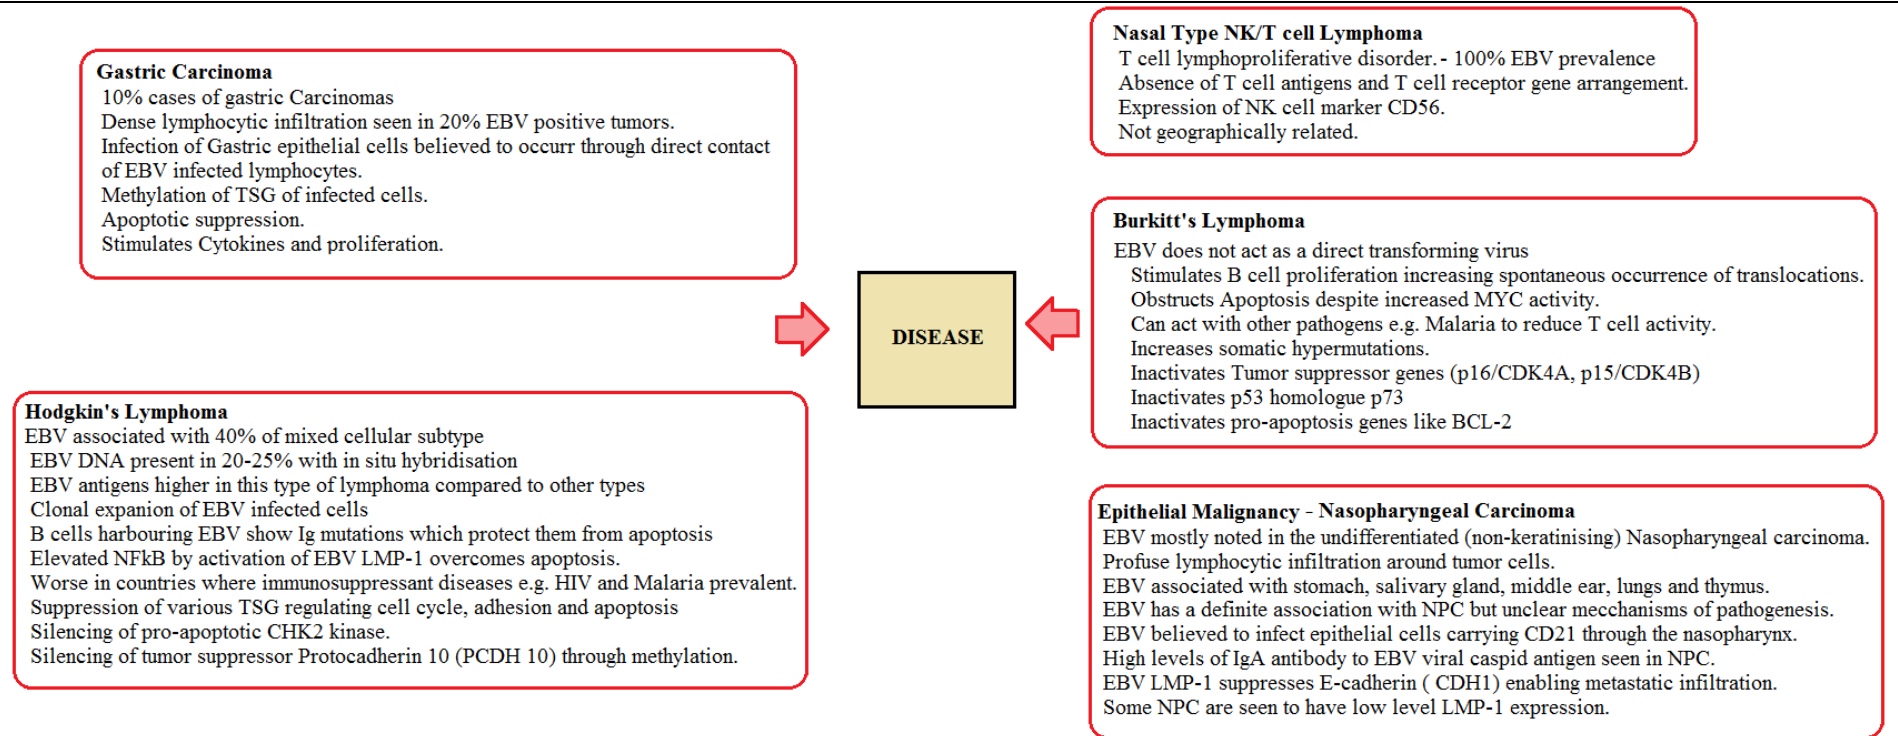 Gastric Carcinoma
10% cases of gastric Carcinomas
Dense lymphocytic infiltration seen in 20% EBV positive tumors.
Infection of Gastric epithelial cells believed to occurr through direct contact
of EBV infected lymphocytes.
Methylation of TSG of infected cells.
Apoptotic suppression.
Stimulates Cytokines and proliferation.
Hodgkin's Lymphoma
EBV associated with 40% of mixed cellular subtype
EBV DNA present in 20-25% with in situ hybridisation
EBV antigens higher in this type of lymphoma compared to other types
Clonal expansion of EBV infected cells
B cells harbouring EBV show Ig mutations which protect them from apoptosis
Elevated NFkB by activation of EBV LMP-1 overcomes apoptosis.
Worse in countries where immunosuppressant diseases e.g. HIV and Malaria prevalent.
Suppression of various TSG regulating cell cycle, adhesion and apoptosis
Silencing of pro-apoptotic CHK2 kinase.
Silencing of tumor suppressor Protocadherin 10 (PCDH 10) through methylation.
DISEASE
Nasal Type NK/T cell Lymphoma
T cell lymphoproliferative disorder. - 100% EBV prevalence
Absence of T cell antigens and T cell receptor gene arrangement.
Expression of NK cell marker CD56.
Not geographically related.
Burkitt's Lymphoma
EBV does not act as a direct transforming virus
Stimulates B cell proliferation increasing spontaneous occurrence of translocations.
Obstructs Apoptosis despite increased MYC activity.
Can act with other pathogens e.g. Malaria to reduce T cell activity.
Increases somatic hypermutations.
Inactivates Tumor suppressor genes (p16/CDK4A, p15/CDK4B)
Inactivates p53 homologue p73
Inactivates pro-apoptosis genes like BCL-2
Epithelial Malignancy - Nasopharyngeal Carcinoma
EBV mostly noted in the undifferentiated (non-keratinising) Nasopharyngeal carcinoma.
Profuse lymphocytic infiltration around tumor cells.
EBV associated with stomach, salivary gland, middle ear, lungs and thymus.
EBV has a definite association with NPC but unclear mecchanisms of pathogenesis.
EBV believed to infect epithelial cells carrying CD21 through the nasopharynx.
High levels of IgA antibody to EBV viral caspid antigen seen in NPC.
EBV LMP-1 suppresses E-cadherin ( CDH1) enabling metastatic infiltration.
Some NPC are seen to have low level LMP-1 expression.